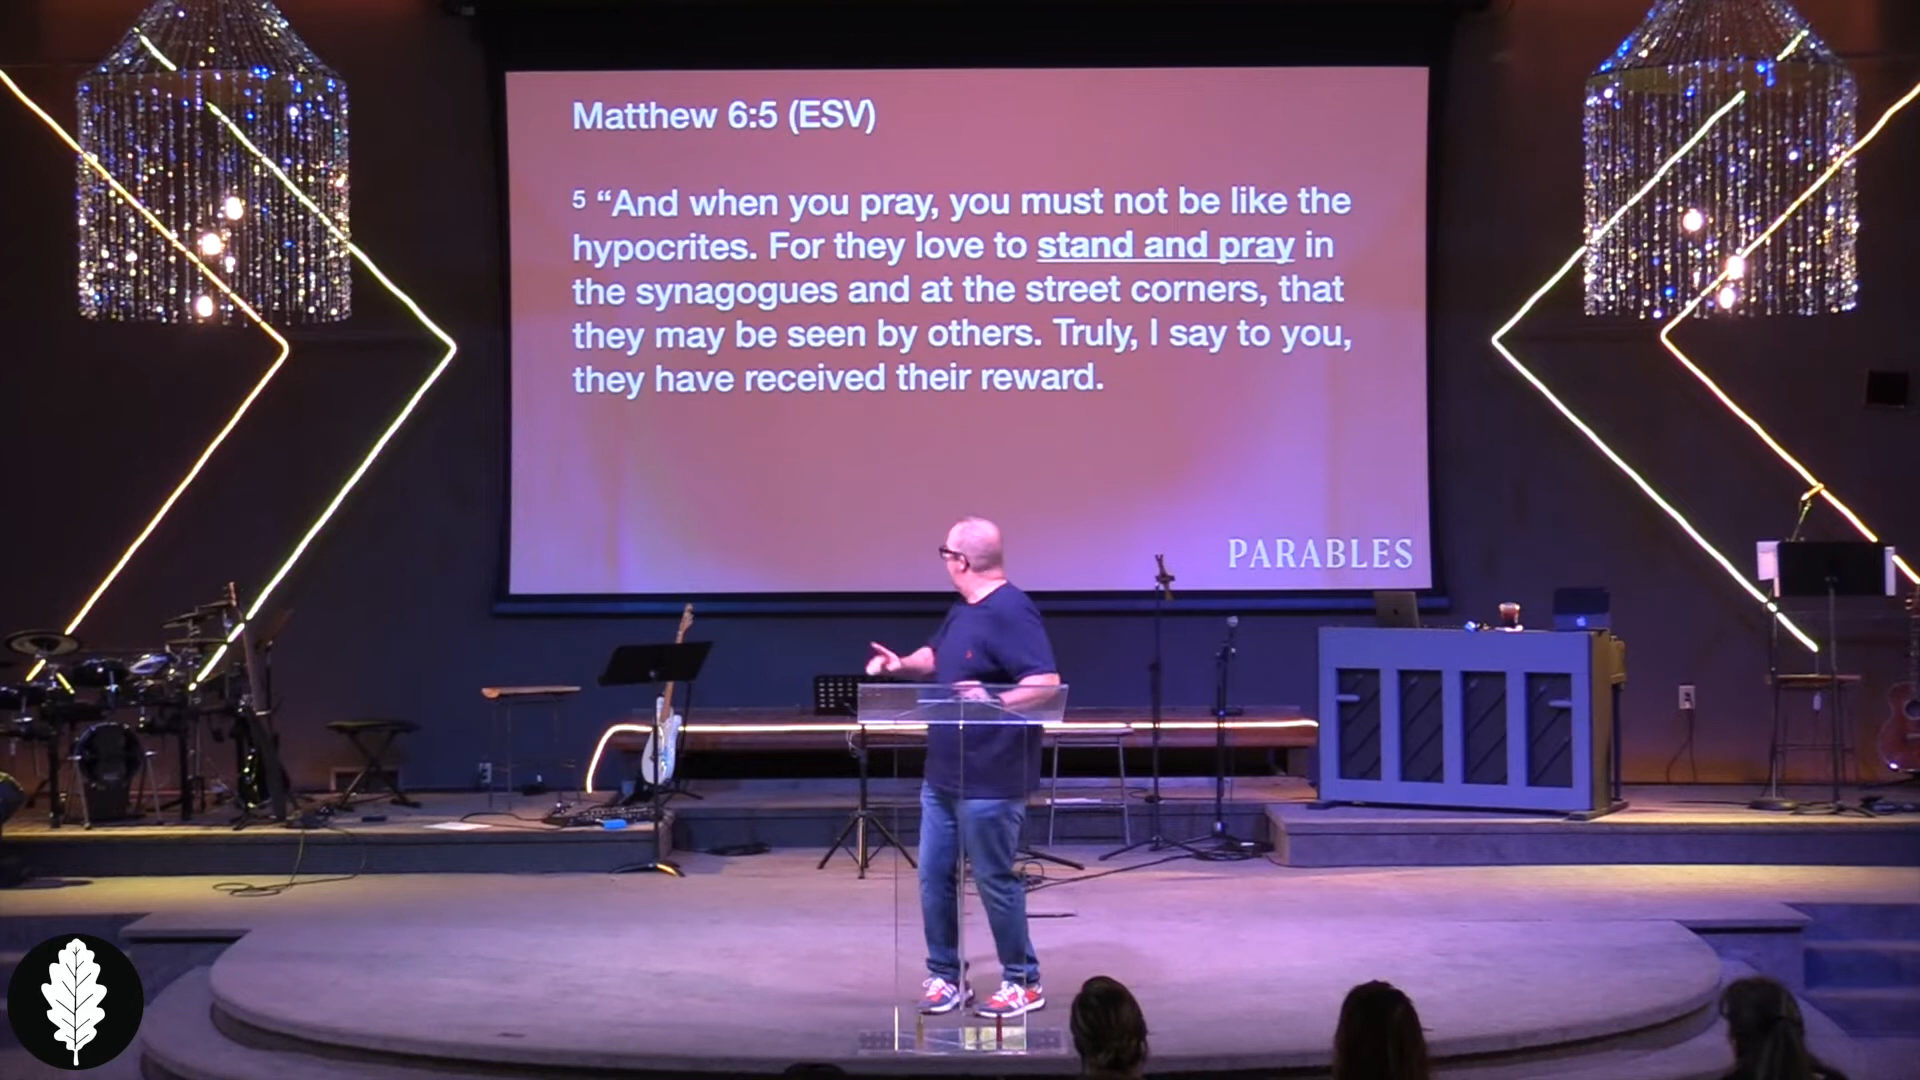 Matthew 6:5 (ESV)
5 “And when you pray, you must not be like the
hypocrites. For they love to stand and pray in
the synagogues and at the street corners, that
they may be seen by others. Truly, I say to you,
they have received their reward.
PARABLES